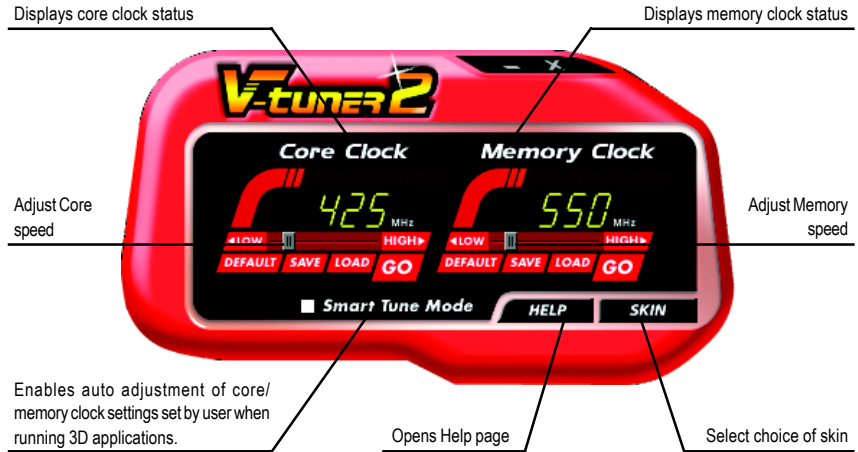 Displays core clock status
Displays memory clock status
V-tuner2
Core Clock
Memory Clock
425 MHz
550 MHz
Adjust Core
speed
Adjust Memory
speed
LOW HIGH
LOW HIGH
DEFAULT SAVE LOAD GO
DEFAULT SAVE LOAD GO
Smart Tune Mode
HELP
SKIN
Enables auto adjustment of core/
memory clock settings set by user when
running 3D applications.
Opens Help page
Select choice of skin